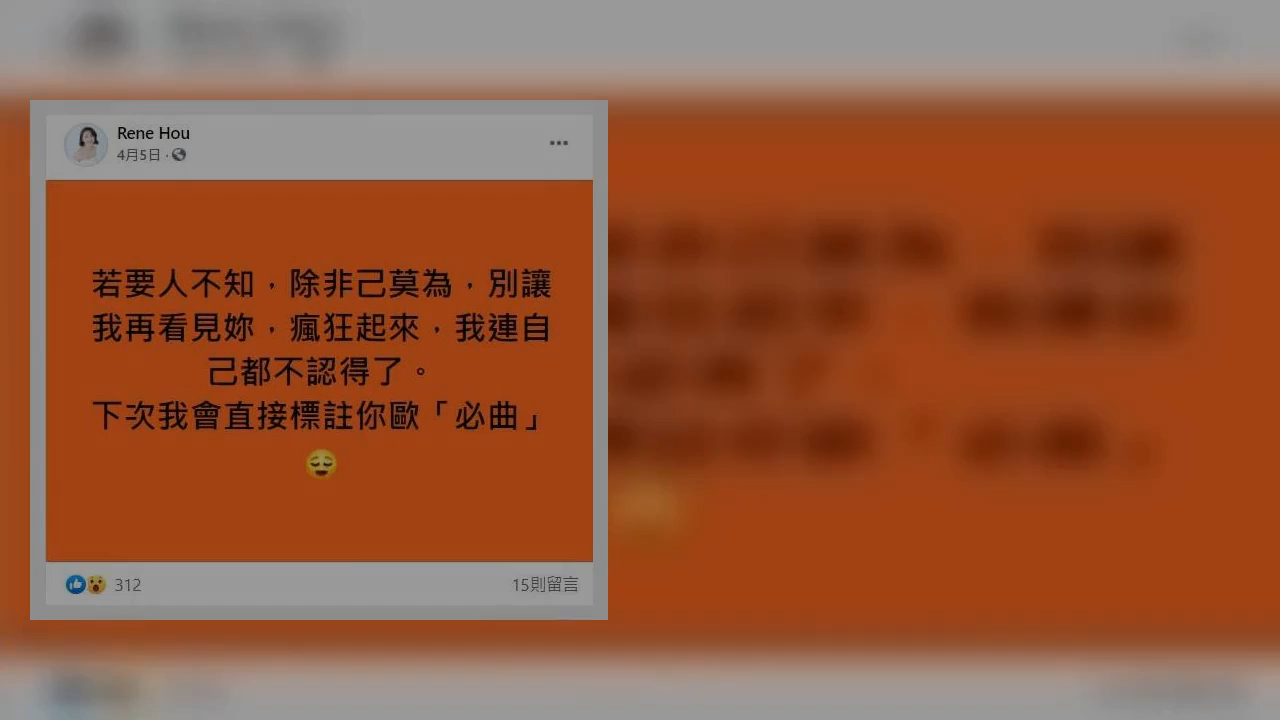 Rene Hou
4月5日
若要人不知，除非己莫為，別讓
我再看見妳，瘋狂起來，我連自
己都不認得了。
下次我會直接標註你歐「必曲」
312
15則留言